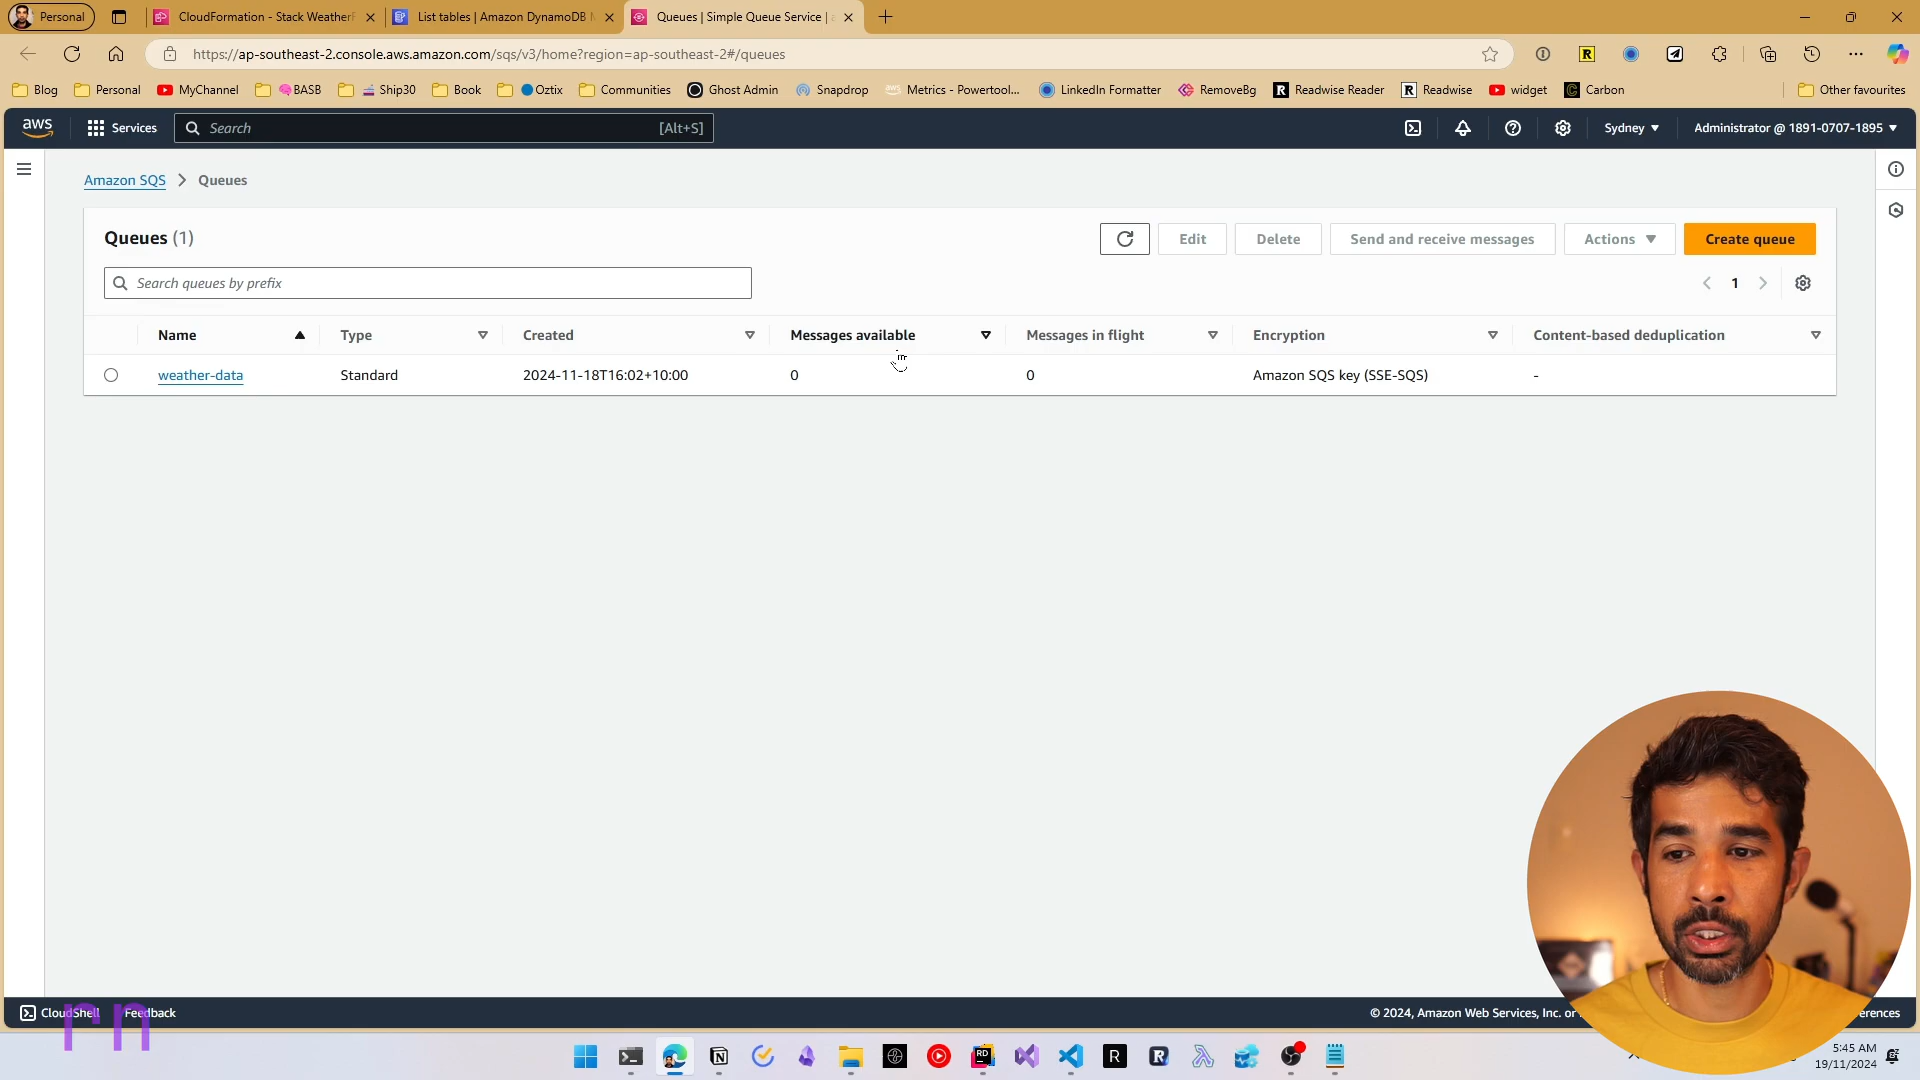 Personal
CloudFormation - Stack WeatherF
List tables | Amazon DynamoDB M
Queues | Simple Queue Service |
https://ap-southeast-2.console.aws.amazon.com/sqs/v3/home?region=ap-southeast-2#/queues
Blog
Personal
MyChannel
BASB
Ship30
Book
Oztix
Communities
Ghost Admin
Snapdrop
Metrics - Powertool...
LinkedIn Formatter
RemoveBg
Readwise Reader
Readwise
widget
Carbon
Other favourites
aws
Services
Search
[Alt+S]
Sydney
Administrator @ 1891-0707-1895
Amazon SQS > Queues
Queues (1)
Edit
Delete
Send and receive messages
Actions
Create queue
Search queues by prefix
1
Name Type Created Messages available Messages in flight Encryption Content-based deduplication
weather-data Standard 2024-11-18T16:02+10:00 0 0 Amazon SQS key (SSE-SQS) -
CloudShell
Feedback
© 2024, Amazon Web Services, Inc. or
erences
rn
RD
R
R
5:45 AM
19/11/2024